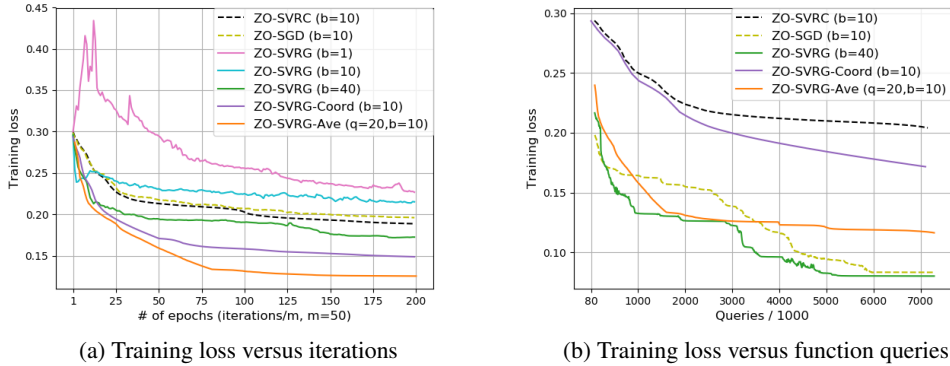 0.45
0.40
0.35
0.30
0.25
0.20
0.15
Training loss
ZO-SVRC (b=10)
ZO-SGD (b=10)
ZO-SVRG (b=1)
ZO-SVRG (b=10)
ZO-SVRG (b=40)
ZO-SVRG-Coord (b=10)
ZO-SVRG-Ave (q=20,b=10)
1 25 50 75 100 125 150 175 200
# of epochs (iterations/m, m=50)
(a) Training loss versus iterations
0.30
0.25
0.20
0.15
0.10
Training loss
ZO-SVRC (b=10)
ZO-SGD (b=10)
ZO-SVRG (b=40)
ZO-SVRG-Coord (b=10)
ZO-SVRG-Ave (q=20,b=10)
80 1000 2000 3000 4000 5000 6000 7000
Queries / 1000
(b) Training loss versus function queries